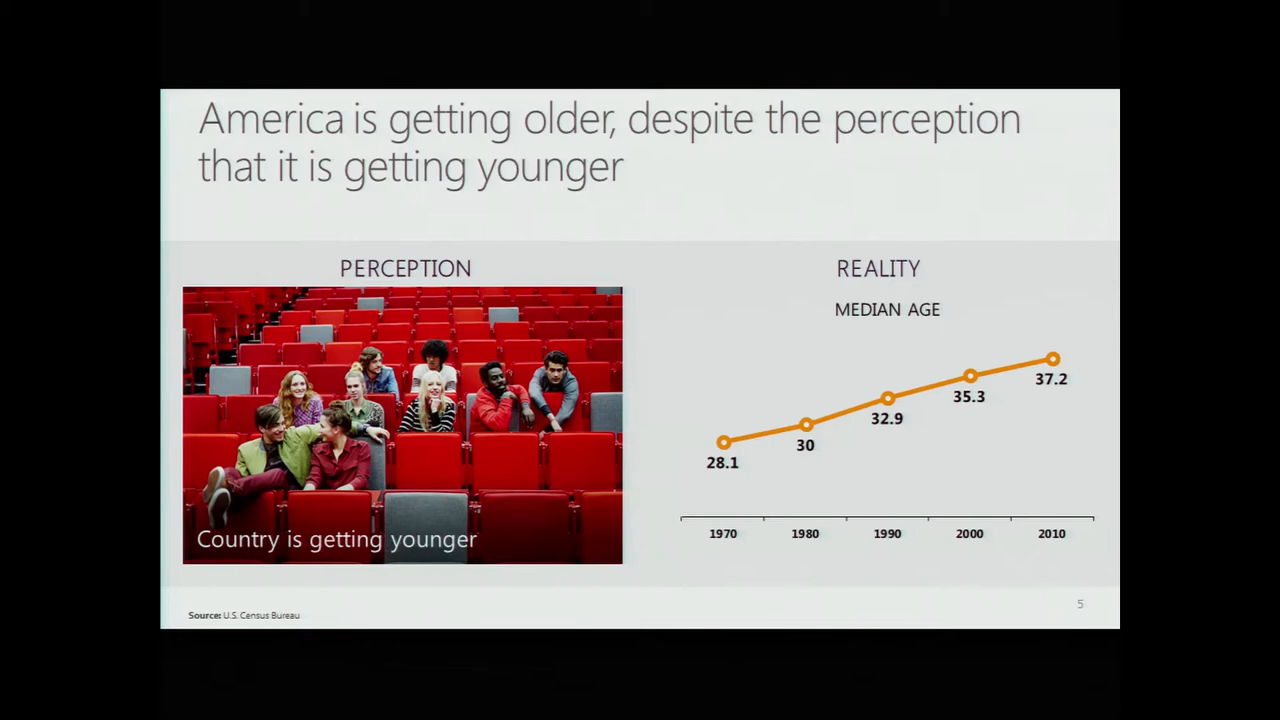 America is getting older, despite the perception
that it is getting younger
PERCEPTION
Country is getting younger
REALITY
MEDIAN AGE
28.1
30
32.9
35.3
37.2
1970
1980
1990
2000
2010
Source: U.S. Census Bureau
5